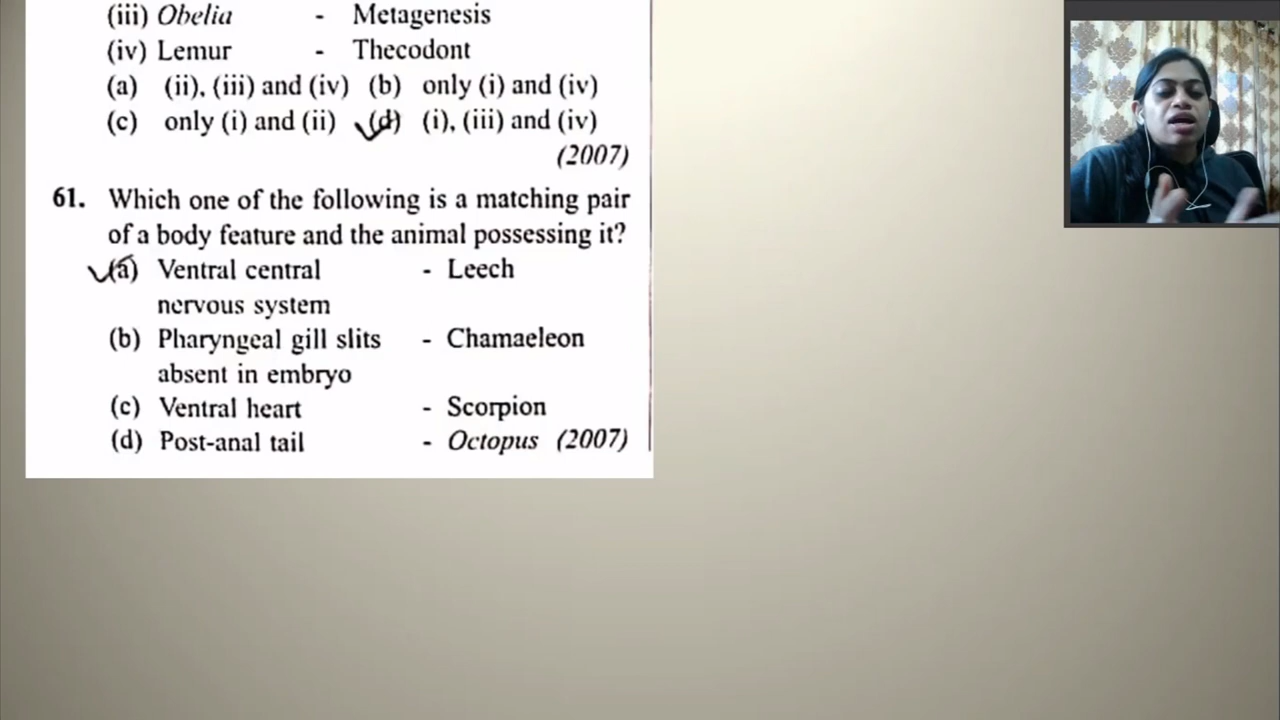 (iii) Obelia - Metagenesis
(iv) Lemur - Thecodont
(a) (ii), (iii) and (iv) (b) only (i) and (iv)
(c) only (i) and (ii) (d) (i), (iii) and (iv)
(2007)
61. Which one of the following is a matching pair
of a body feature and the animal possessing it?
(a) Ventral central - Leech
nervous system
(b) Pharyngeal gill slits - Chamaeleon
absent in embryo
(c) Ventral heart - Scorpion
(d) Post-anal tail - Octopus (2007)